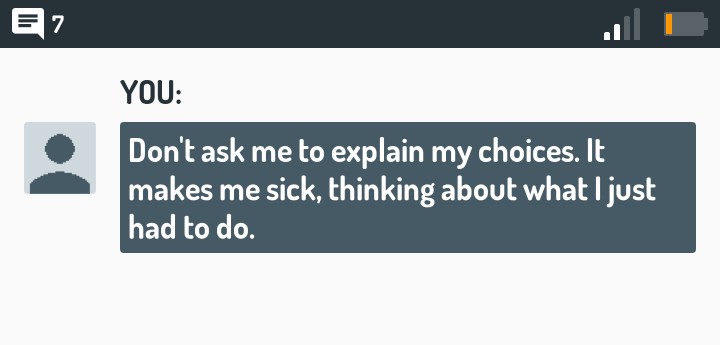 7
YOU:
Don't ask me to explain my choices. It
makes me sick, thinking about what I just
had to do.